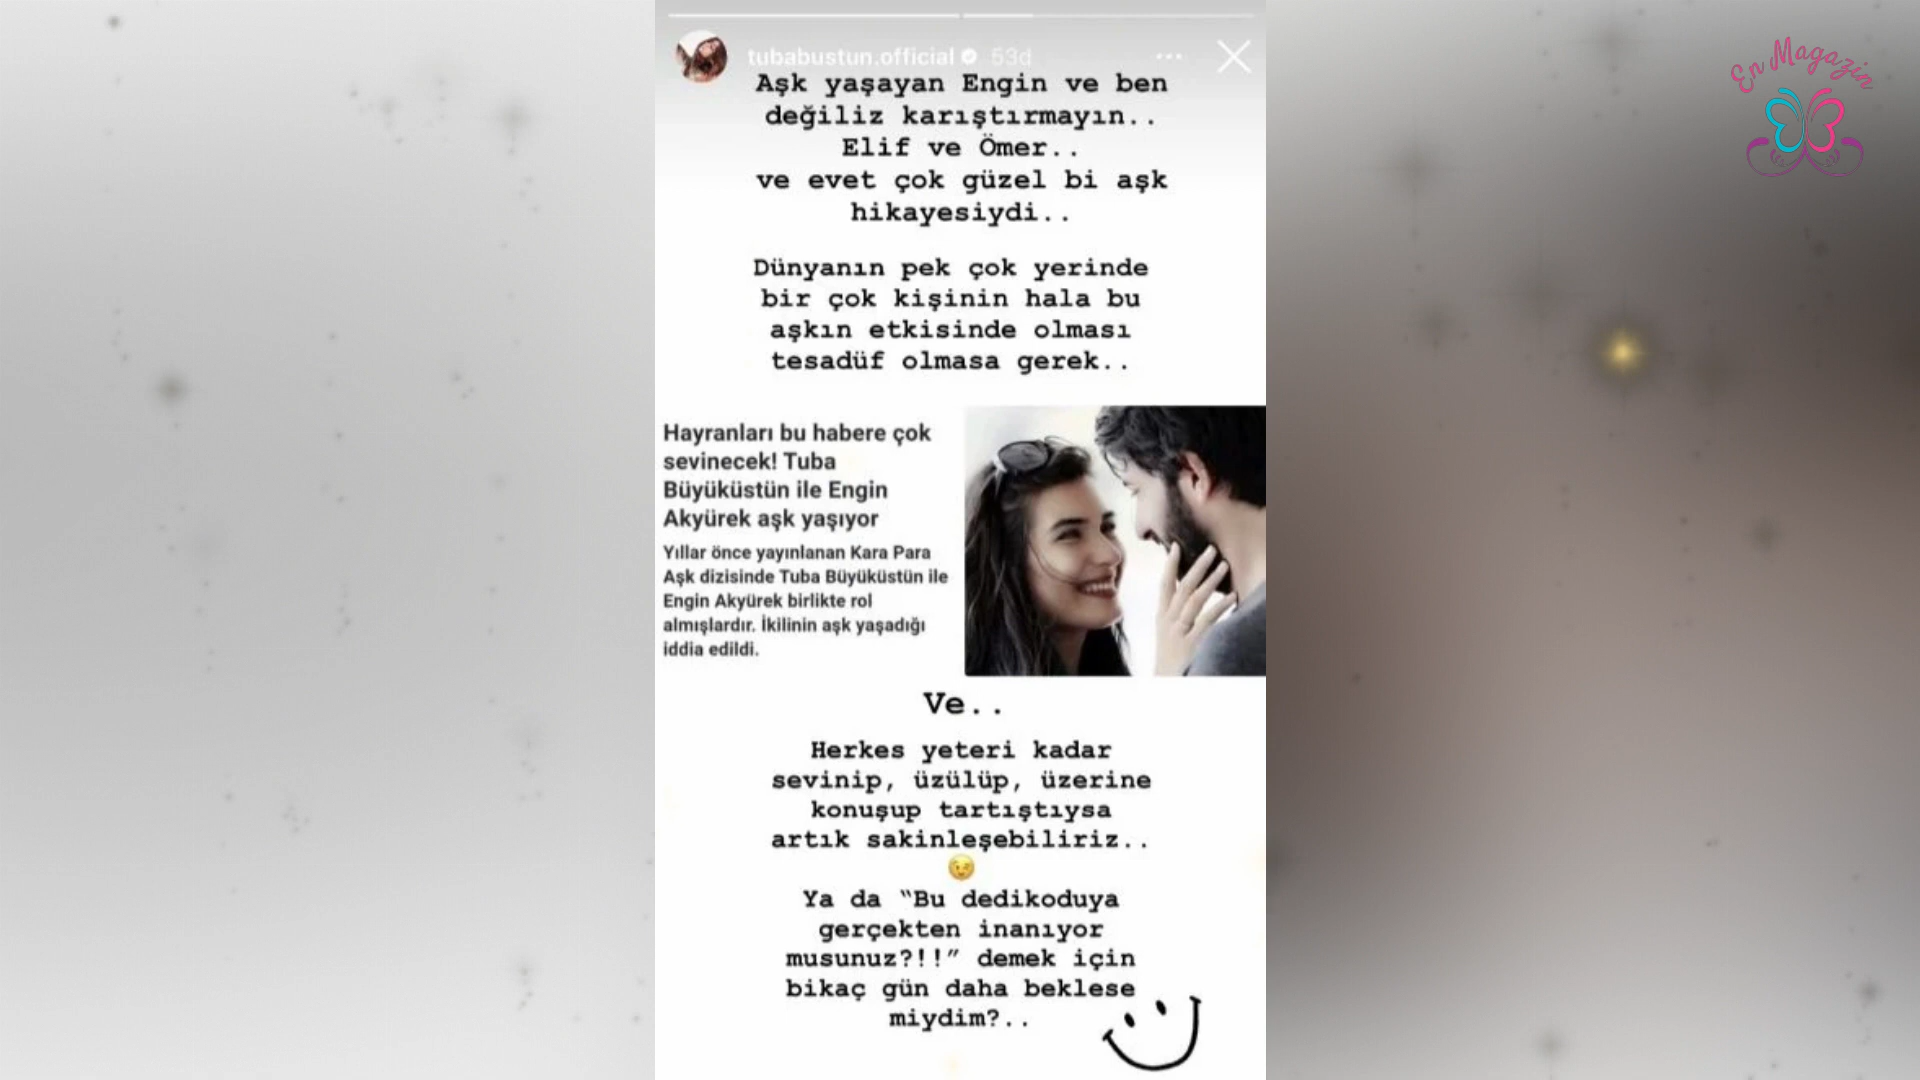 tubabustun.official 53d
En Magazin
Aşk yaşayan Engin ve ben
değiliz karıştırmayın..
Elif ve Ömer..
ve evet çok güzel bi aşk
hikayesiydi..
Dünyanın pek çok yerinde
bir çok kişinin hala bu
aşkın etkisinde olması
tesadüf olmasa gerek..
Hayranları bu habere çok
sevinecek! Tuba
Büyüküstün ile Engin
Akyürek aşk yaşıyor
Yıllar önce yayınlanan Kara Para
Aşk dizisinde Tuba Büyüküstün ile
Engin Akyürek birlikte rol
almışlardır. İkilinin aşk yaşadığı
iddia edildi.
Ve..
Herkes yeteri kadar
sevinip, üzülüp, üzerine
konuşup tartıştıysa
artık sakinleşebiliriz..
😉
Ya da “Bu dedikoduya
gerçekten inanıyor
musunuz?!!” demek için
bikaç gün daha beklese
miydim?..